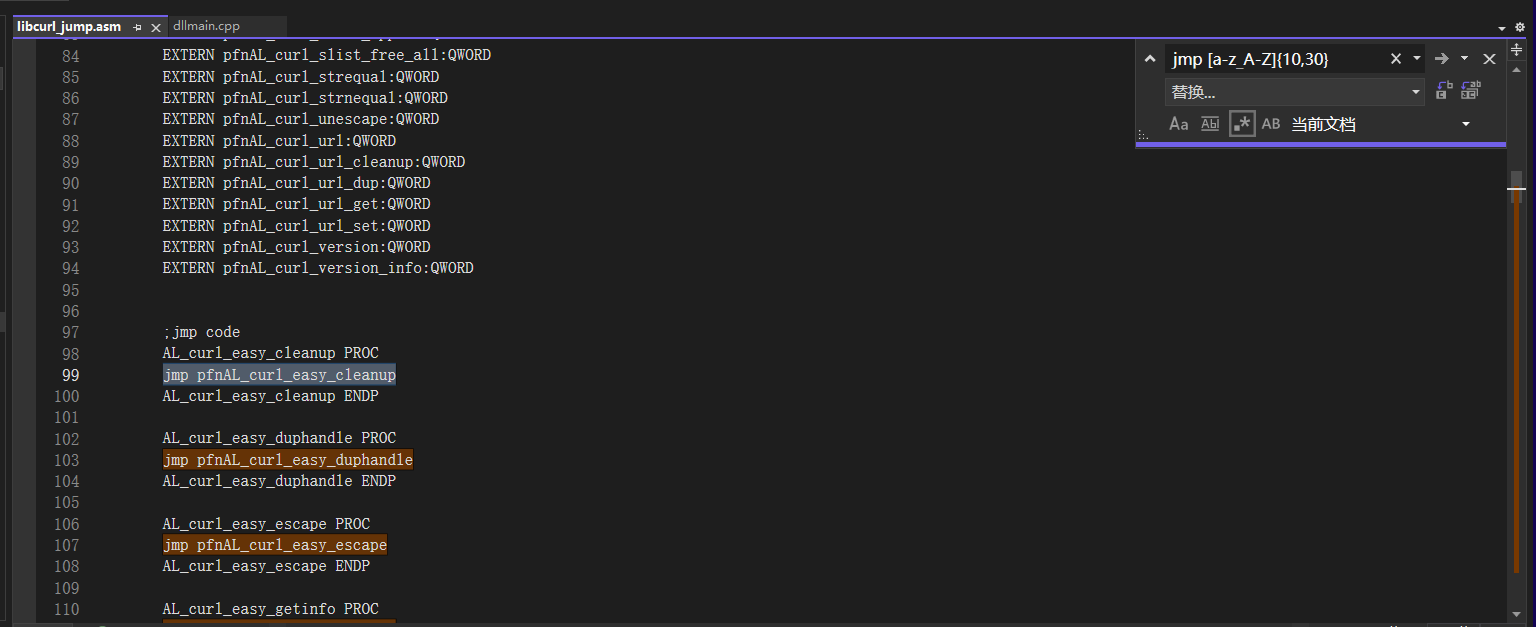 libcurl_jump.asm
dllmain.cpp
84 EXTERN pfnAL_curl_slist_free_all:QWORD
85 EXTERN pfnAL_curl_strequal:QWORD
86 EXTERN pfnAL_curl_strnequal:QWORD
87 EXTERN pfnAL_curl_unescape:QWORD
88 EXTERN pfnAL_curl_url:QWORD
89 EXTERN pfnAL_curl_url_cleanup:QWORD
90 EXTERN pfnAL_curl_url_dup:QWORD
91 EXTERN pfnAL_curl_url_get:QWORD
92 EXTERN pfnAL_curl_url_set:QWORD
93 EXTERN pfnAL_curl_version:QWORD
94 EXTERN pfnAL_curl_version_info:QWORD
95
96
97 ;jmp code
98 AL_curl_easy_cleanup PROC
99 jmp pfnAL_curl_easy_cleanup
100 AL_curl_easy_cleanup ENDP
101
102 AL_curl_easy_duphandle PROC
103 jmp pfnAL_curl_easy_duphandle
104 AL_curl_easy_duphandle ENDP
105
106 AL_curl_easy_escape PROC
107 jmp pfnAL_curl_easy_escape
108 AL_curl_easy_escape ENDP
109
110 AL_curl_easy_getinfo PROC
jmp [a-z_A-Z]{10,30}
替换...
Aa Abl .* AB 当前文档